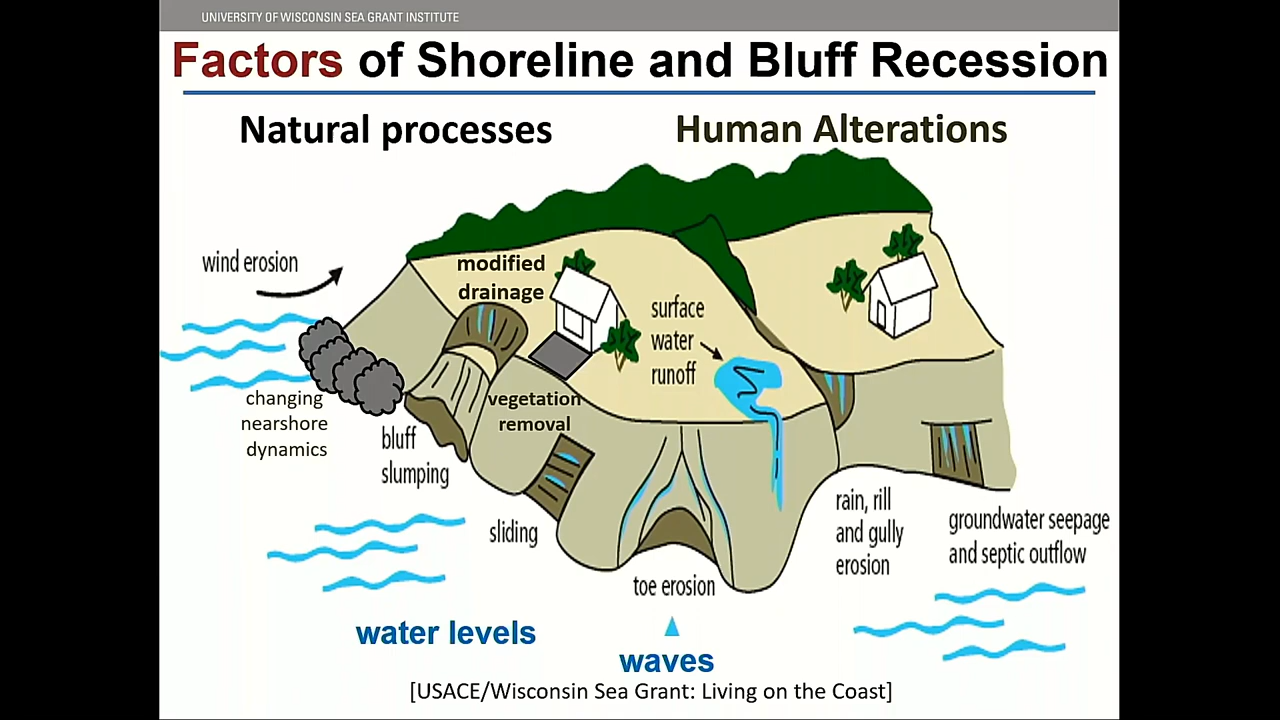 UNIVERSITY OF WISCONSIN SEA GRANT INSTITUTE
Factors of Shoreline and Bluff Recession
Natural processes
Human Alterations
wind erosion
modified
drainage
surface
water
runoff
changing
nearshore
dynamics
vegetation
removal
bluff
slumping
sliding
toe erosion
rain, rill
and gully
erosion
groundwater seepage
and septic outflow
water levels
waves
[USACE/Wisconsin Sea Grant: Living on the Coast]